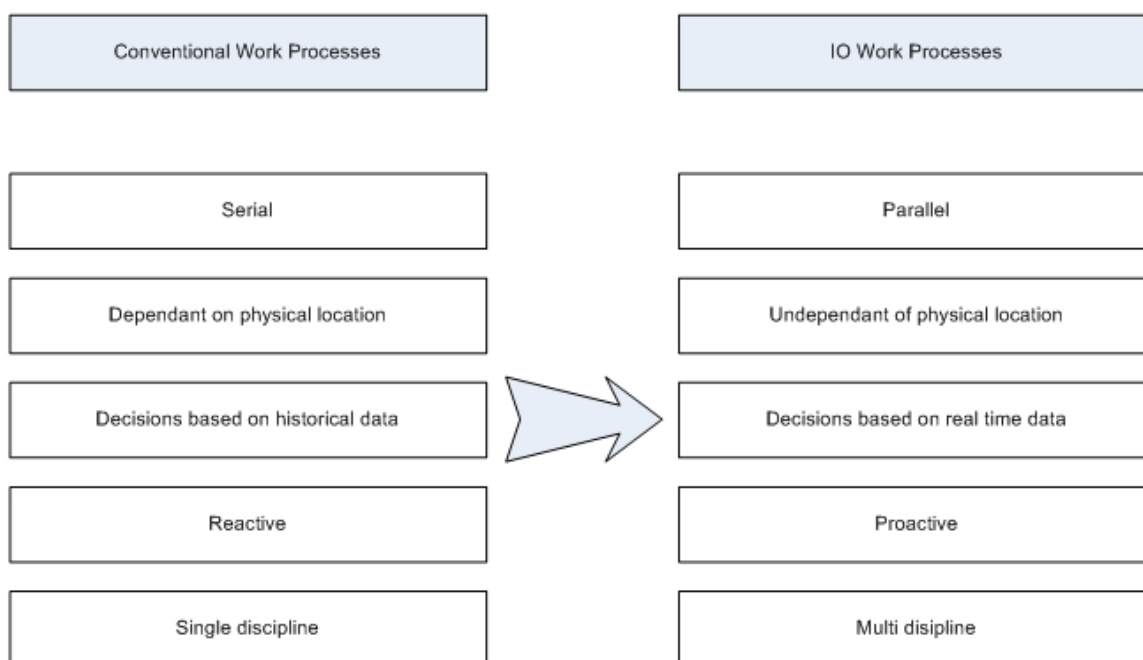 Conventional Work Processes
IO Work Processes
Serial
Parallel
Dependant on physical location
Undependant of physical location
Decisions based on historical data
Decisions based on real time data
Reactive
Proactive
Single discipline
Multi disipline